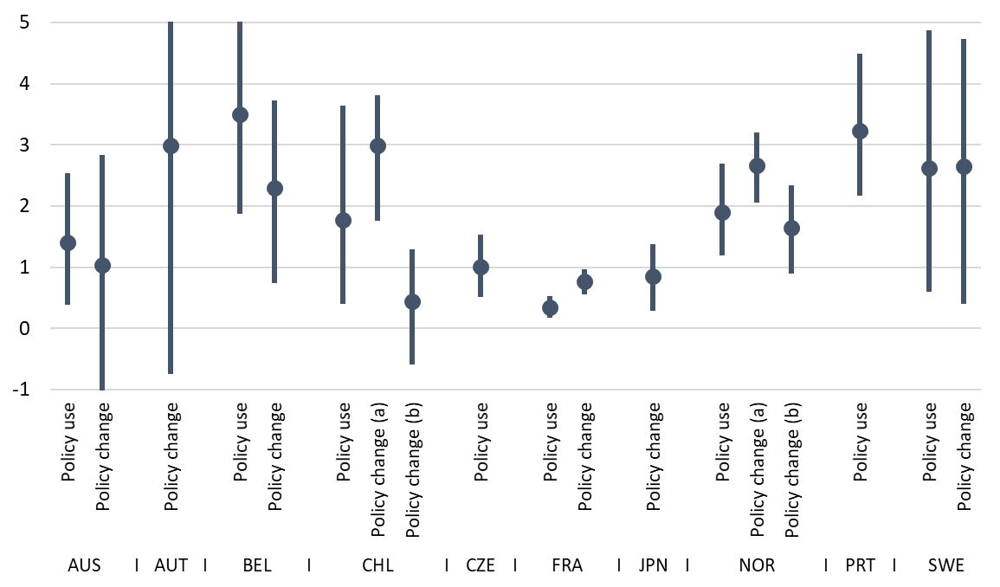 5
4
3
2
1
0
-1
Policy use
Policy change
Policy change
Policy use
Policy change
Policy use
Policy change (a)
Policy change (b)
Policy use
Policy use
Policy change
Policy change
Policy use
Policy change (a)
Policy change (b)
Policy use
Policy use
Policy change
AUS I AUT I BEL I CHL I CZE I FRA I JPN I NOR I PRT I SWE